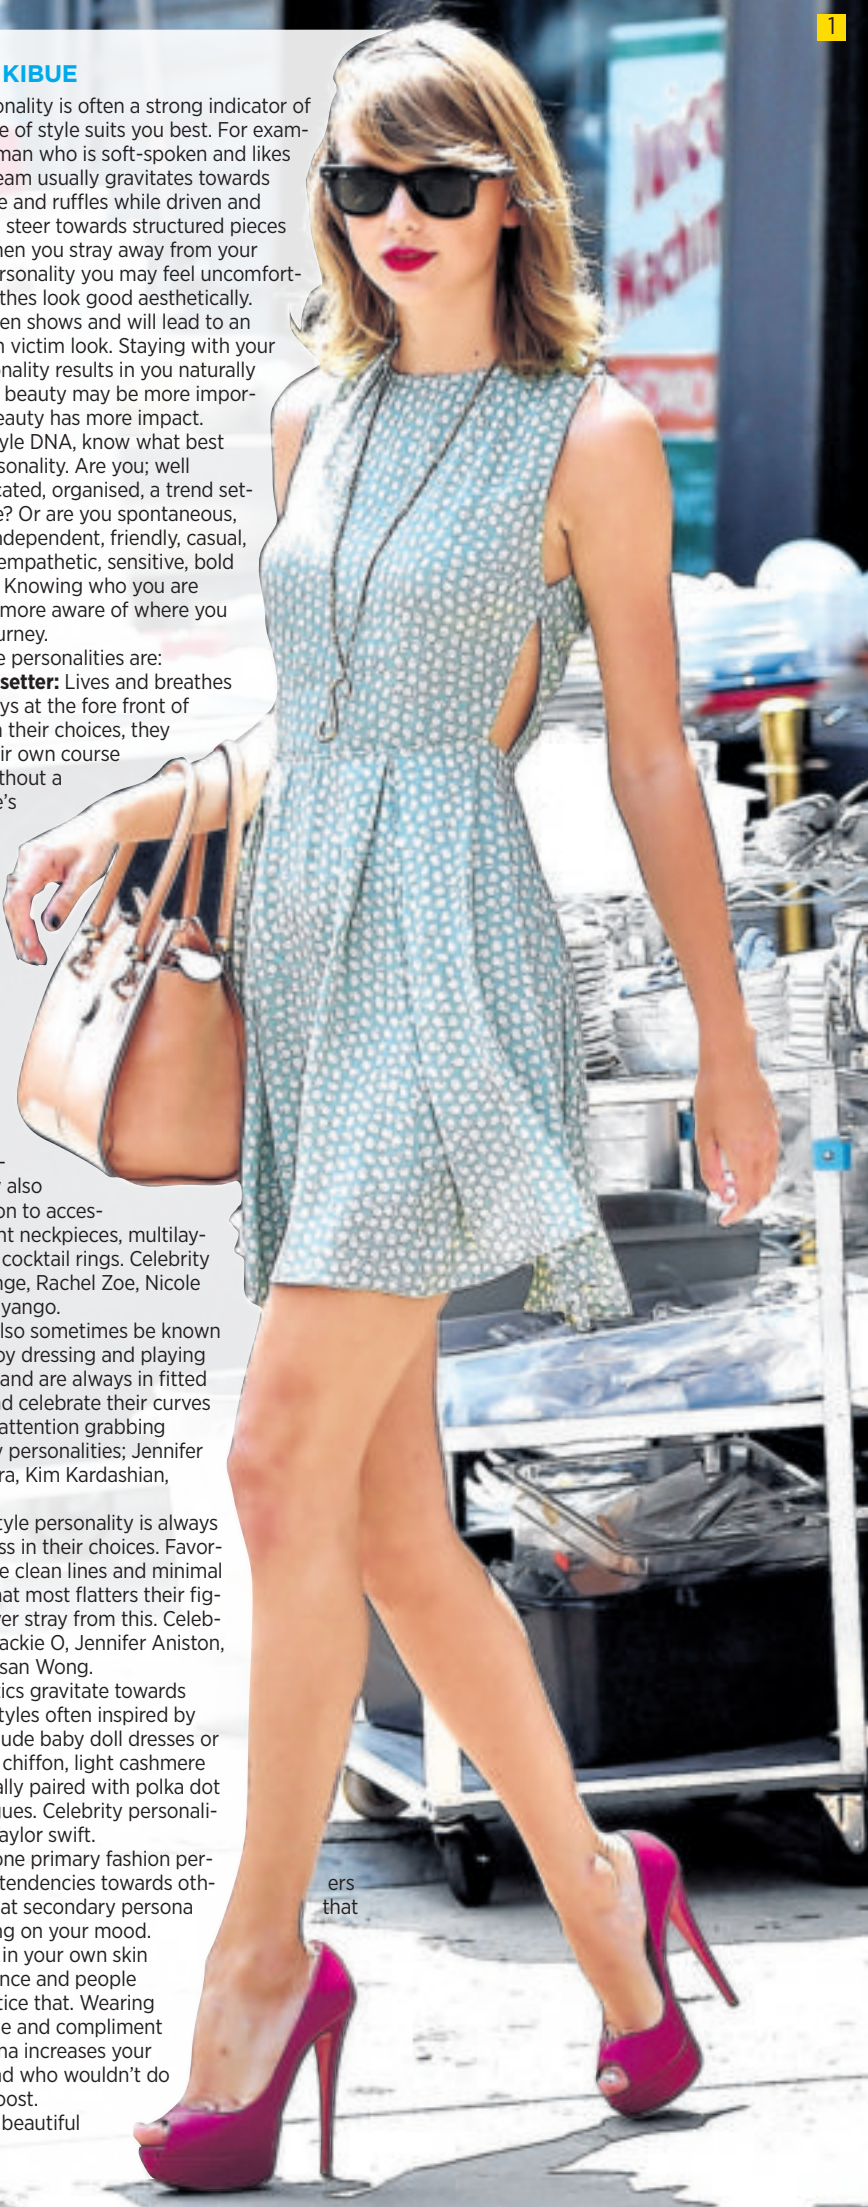 1
KIBUE
onality is often a strong indicator of
e of style suits you best. For exam-
man who is soft-spoken and likes
eam usually gravitates towards
e and ruffles while driven and
steer towards structured pieces
hen you stray away from your
ersonality you may feel uncomfort-
thes look good aesthetically.
en shows and will lead to an
n victim look. Staying with your
onality results in you naturally
beauty may be more impor-
eauty has more impact.
yle DNA, know what best
sonality. Are you; well
cated, organised, a trend set-
e? Or are you spontaneous,
ndependent, friendly, casual,
empathetic, sensitive, bold
Knowing who you are
more aware of where you
urney.
e personalities are:
setter: Lives and breathes
ys at the fore front of
n their choices, they
ir own course
thout a
e's
-
also
on to acces-
nt neckpieces, multilay-
cocktail rings. Celebrity
nge, Rachel Zoe, Nicole
yango.
lso sometimes be known
by dressing and playing
and are always in fitted
nd celebrate their curves
attention grabbing
y personalities; Jennifer
ra, Kim Kardashian,
tyle personality is always
ss in their choices. Favor-
e clean lines and minimal
hat most flatters their fig-
er stray from this. Celeb-
ackie O, Jennifer Aniston,
san Wong.
tics gravitate towards
tyles often inspired by
ude baby doll dresses or
chiffon, light cashmere
ally paired with polka dot
gues. Celebrity personali-
aylor swift.
one primary fashion per-
tendencies towards oth-
ers
at secondary persona
that
ng on your mood.
in your own skin
nce and people
tice that. Wearing
e and compliment
na increases your
nd who wouldn't do
oost.
beautiful